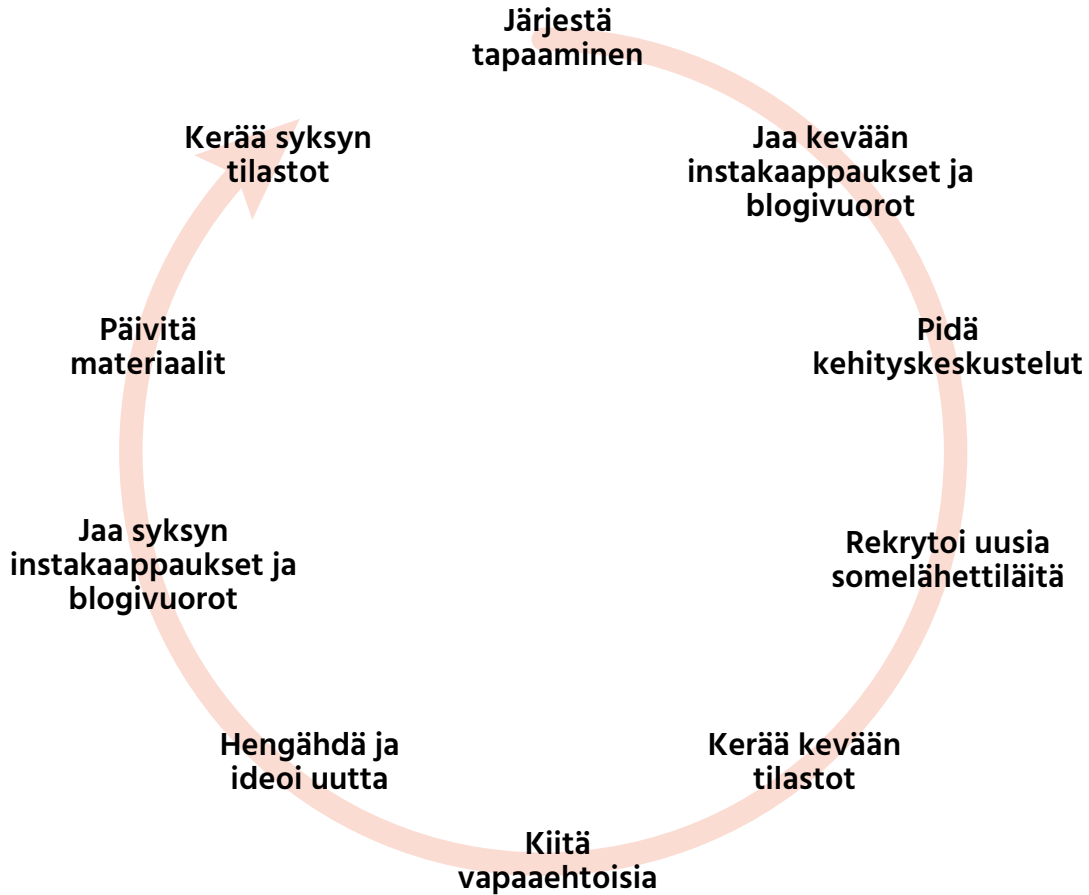 Järjestä
tapaaminen
Jaa kevään
instakaappaukset ja
blogivuorot
Pidä
kehityskeskustelut
Rekrytoi uusia
somelähettiläitä
Kerää kevään
tilastot
Kiitä
vapaaehtoisia
Hengähdä ja
ideoi uutta
Jaa syksyn
instakaappaukset ja
blogivuorot
Päivitä
materiaalit
Kerää syksyn
tilastot